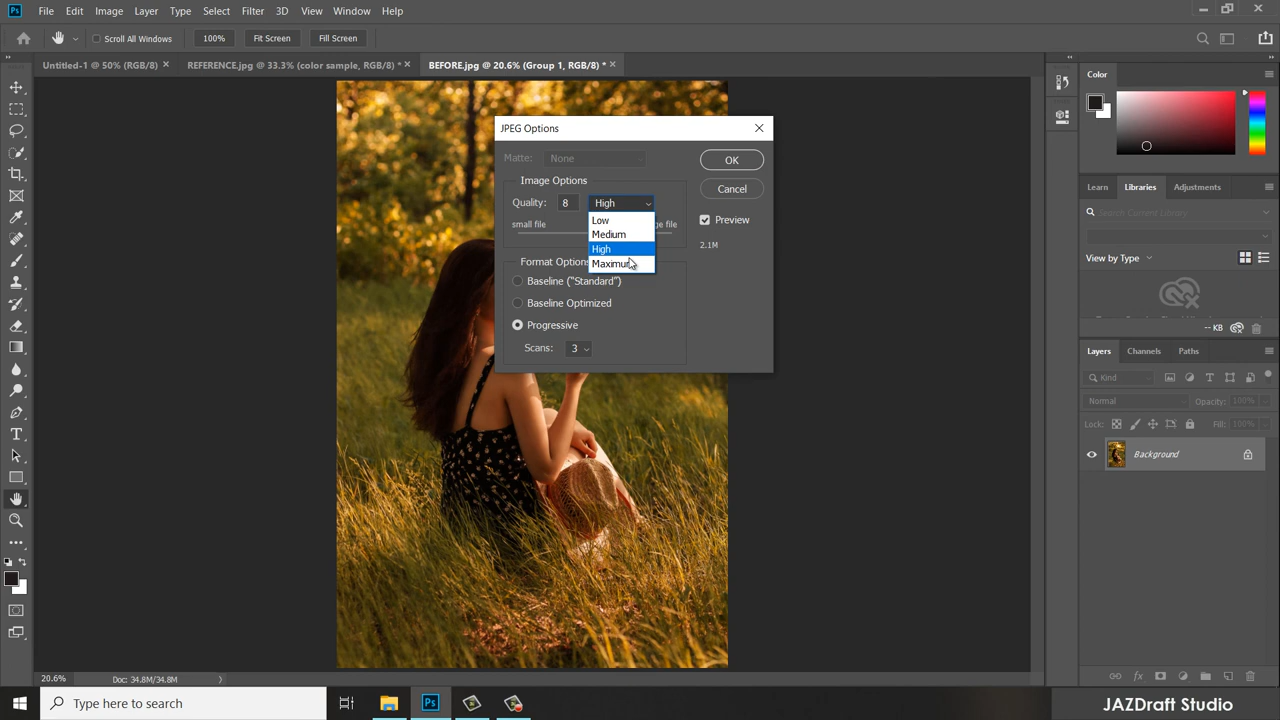 Ps File Edit Image Layer Type Select Filter 3D View Window Help
Scroll All Windows 100% Fit Screen Fill Screen
Untitled-1 @ 50% (RGB/8) × REFERENCE.jpg @ 33.3% (color sample, RGB/8) * × BEFORE.jpg @ 20.6% (Group 1, RGB/8) * ×
Color
JPEG Options
Matte: None
OK
Image Options
Quality: 8 High
Cancel
Low
small file
Medium
High
Maximum
Preview
2.1M
Format Options
Baseline ("Standard")
Baseline Optimized
Progressive
Scans: 3
Learn Libraries Adjustments
Search Current Library
View by Type
-- KB
Layers Channels Paths
Kind
Normal Opacity: 100%
Lock: Fill: 100%
Background
20.6% Doc: 34.8M/34.8M
Type here to search
Ps
JAZDraft Studio